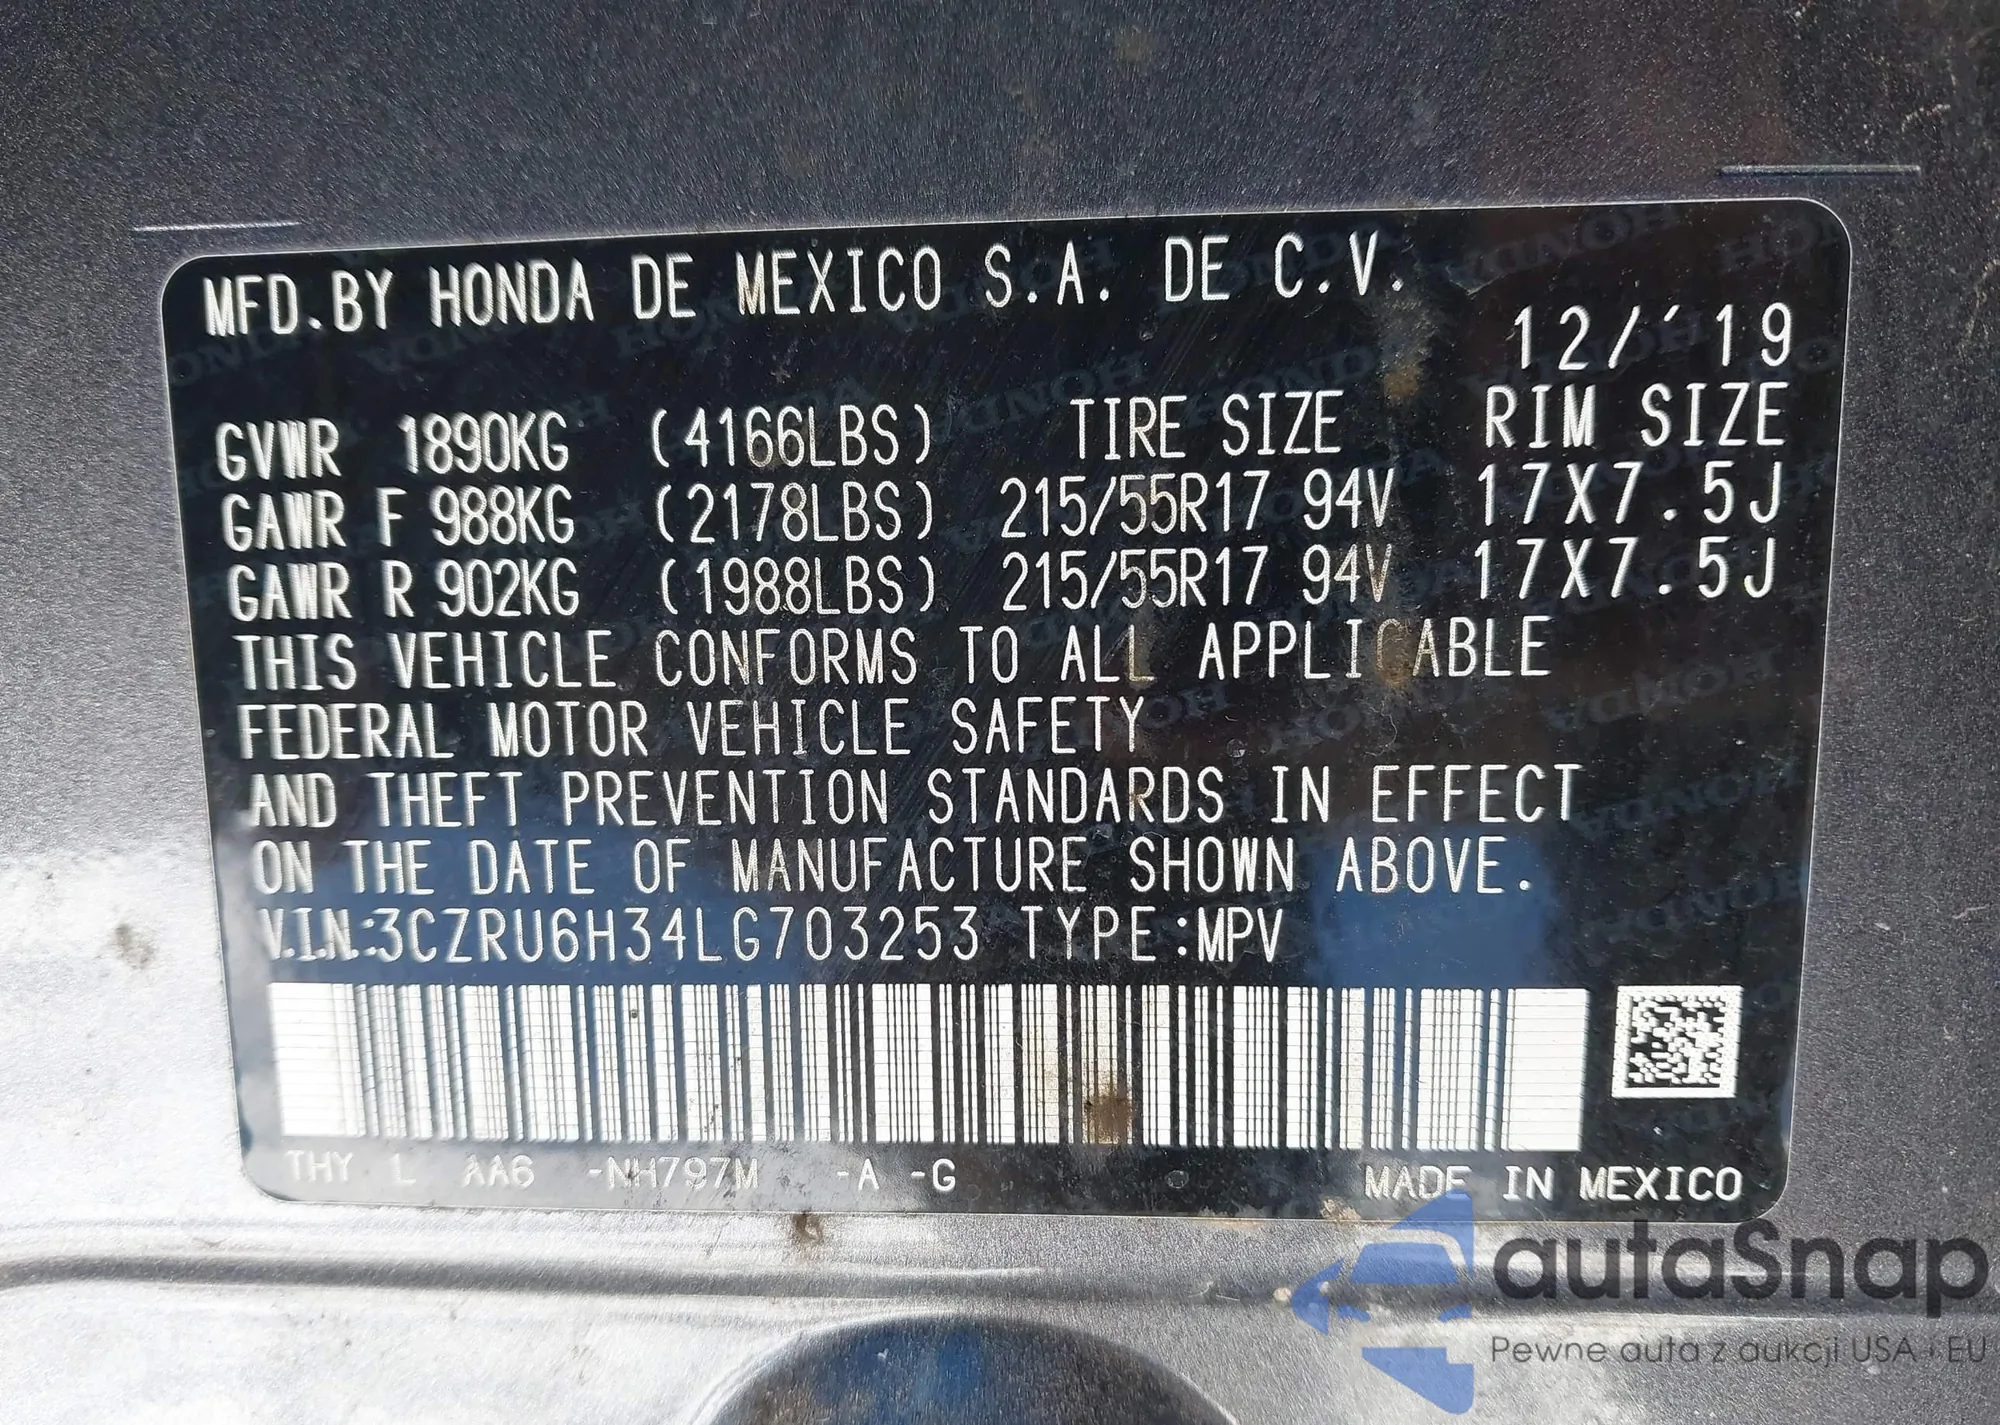 MFD.BY HONDA DE MEXICO S.A. DE C.V.
12/'19
GVWR 1890KG (4166LBS) TIRE SIZE RIM SIZE
GAWR F 988KG (2178LBS) 215/55R17 94V 17X7.5J
GAWR R 902KG (1988LBS) 215/55R17 94V 17X7.5J
THIS VEHICLE CONFORMS TO ALL APPLICABLE
FEDERAL MOTOR VEHICLE SAFETY
AND THEFT PREVENTION STANDARDS IN EFFECT
ON THE DATE OF MANUFACTURE SHOWN ABOVE.
V.I.N.:3CZRU6H34LG703253 TYPE:MPV
THY L AA6 -NH797M -A -G MADE IN MEXICO
autaSnap
Pewne auta z aukcji USA i EU